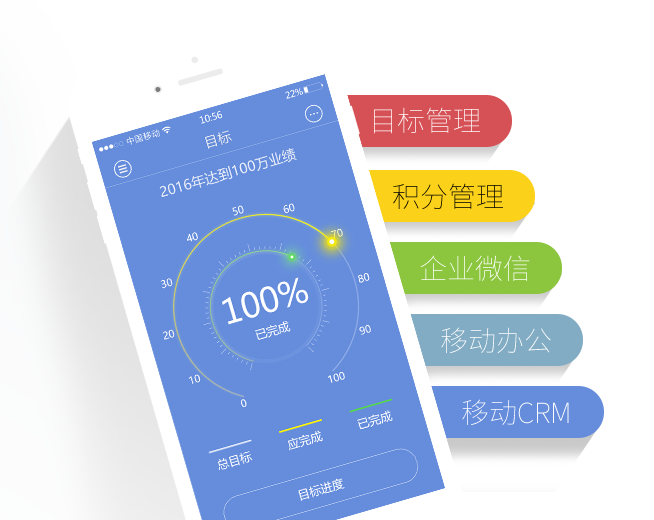 中国移动
10:56
22%
目标
2016年达到100万业绩
0
10
20
30
40
50
60
70
80
90
100
100%
已完成
总目标
应完成
已完成
目标进度
目标管理
积分管理
企业微信
移动办公
移动CRM